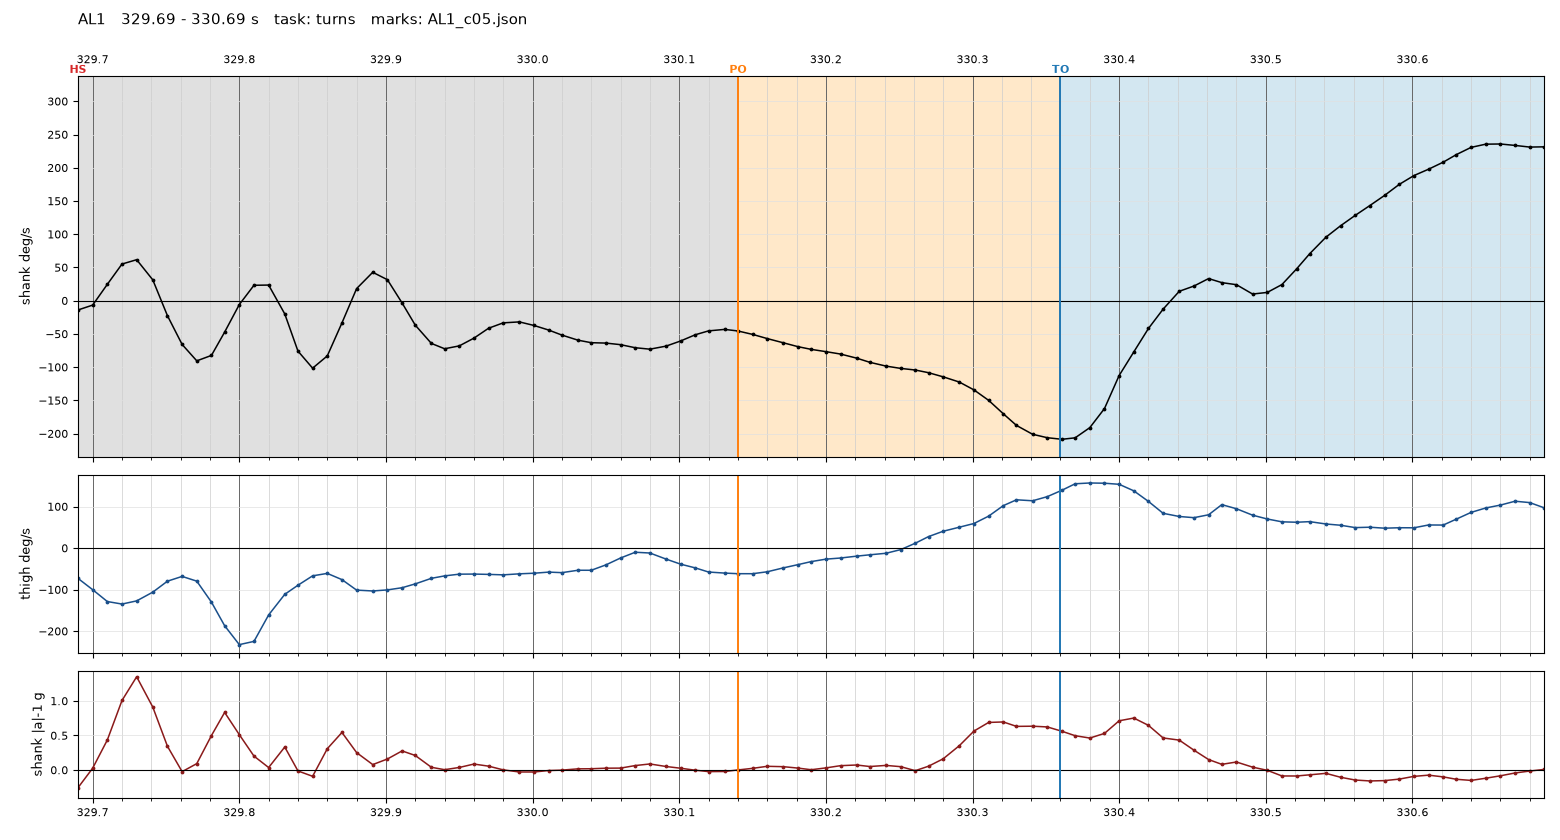 AL1   329.69 - 330.69 s   task: turns   marks: AL1_c05.json
329.7 329.8 329.9 330.0 330.1 330.2 330.3 330.4 330.5 330.6
HS PO TO
300
250
200
150
100
50
0
−50
−100
−150
−200
shank deg/s
100
0
−100
−200
thigh deg/s
1.0
0.5
0.0
shank |a|-1 g
329.7 329.8 329.9 330.0 330.1 330.2 330.3 330.4 330.5 330.6